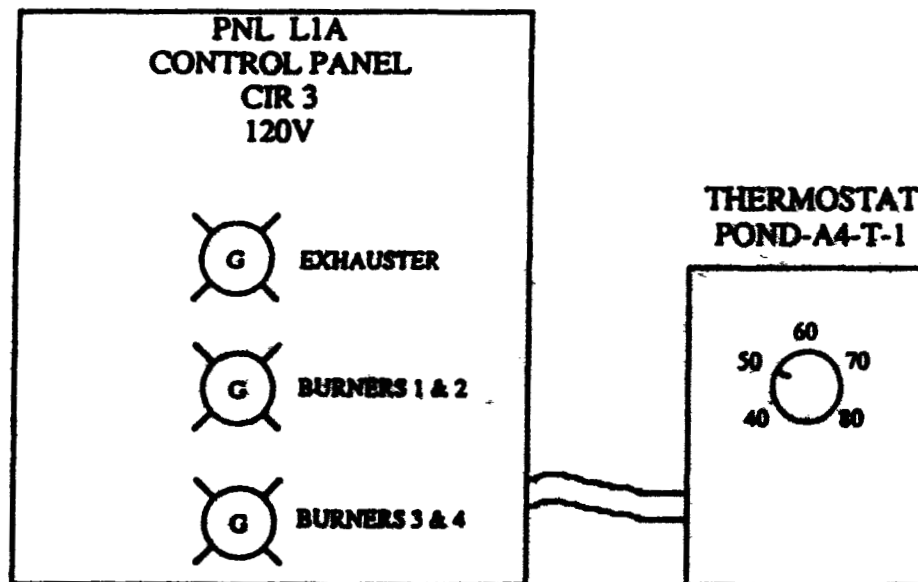 PNL L1A
CONTROL PANEL
CIR 3
120V
G EXHAUSTER
G BURNERS 1 & 2
G BURNERS 3 & 4
THERMOSTAT
POND-A4-T-1
60
50 70
40 80